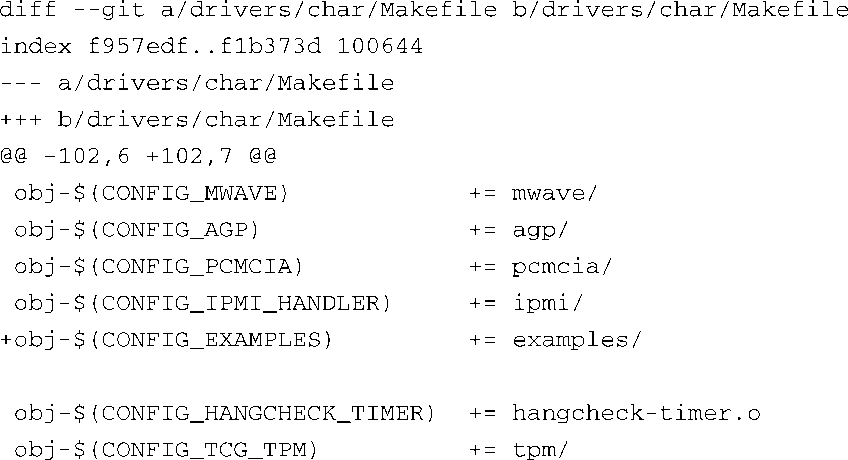 diff --git a/drivers/char/Makefile b/drivers/char/Makefile
index f957edf..f1b373d 100644
--- a/drivers/char/Makefile
+++ b/drivers/char/Makefile
@@ -102,6 +102,7 @@
 obj-$(CONFIG_MWAVE)            += mwave/
 obj-$(CONFIG_AGP)              += agp/
 obj-$(CONFIG_PCMCIA)           += pcmcia/
 obj-$(CONFIG_IPMI_HANDLER)     += ipmi/
+obj-$(CONFIG_EXAMPLES)         += examples/

 obj-$(CONFIG_HANGCHECK_TIMER)  += hangcheck-timer.o
 obj-$(CONFIG_TCG_TPM)          += tpm/